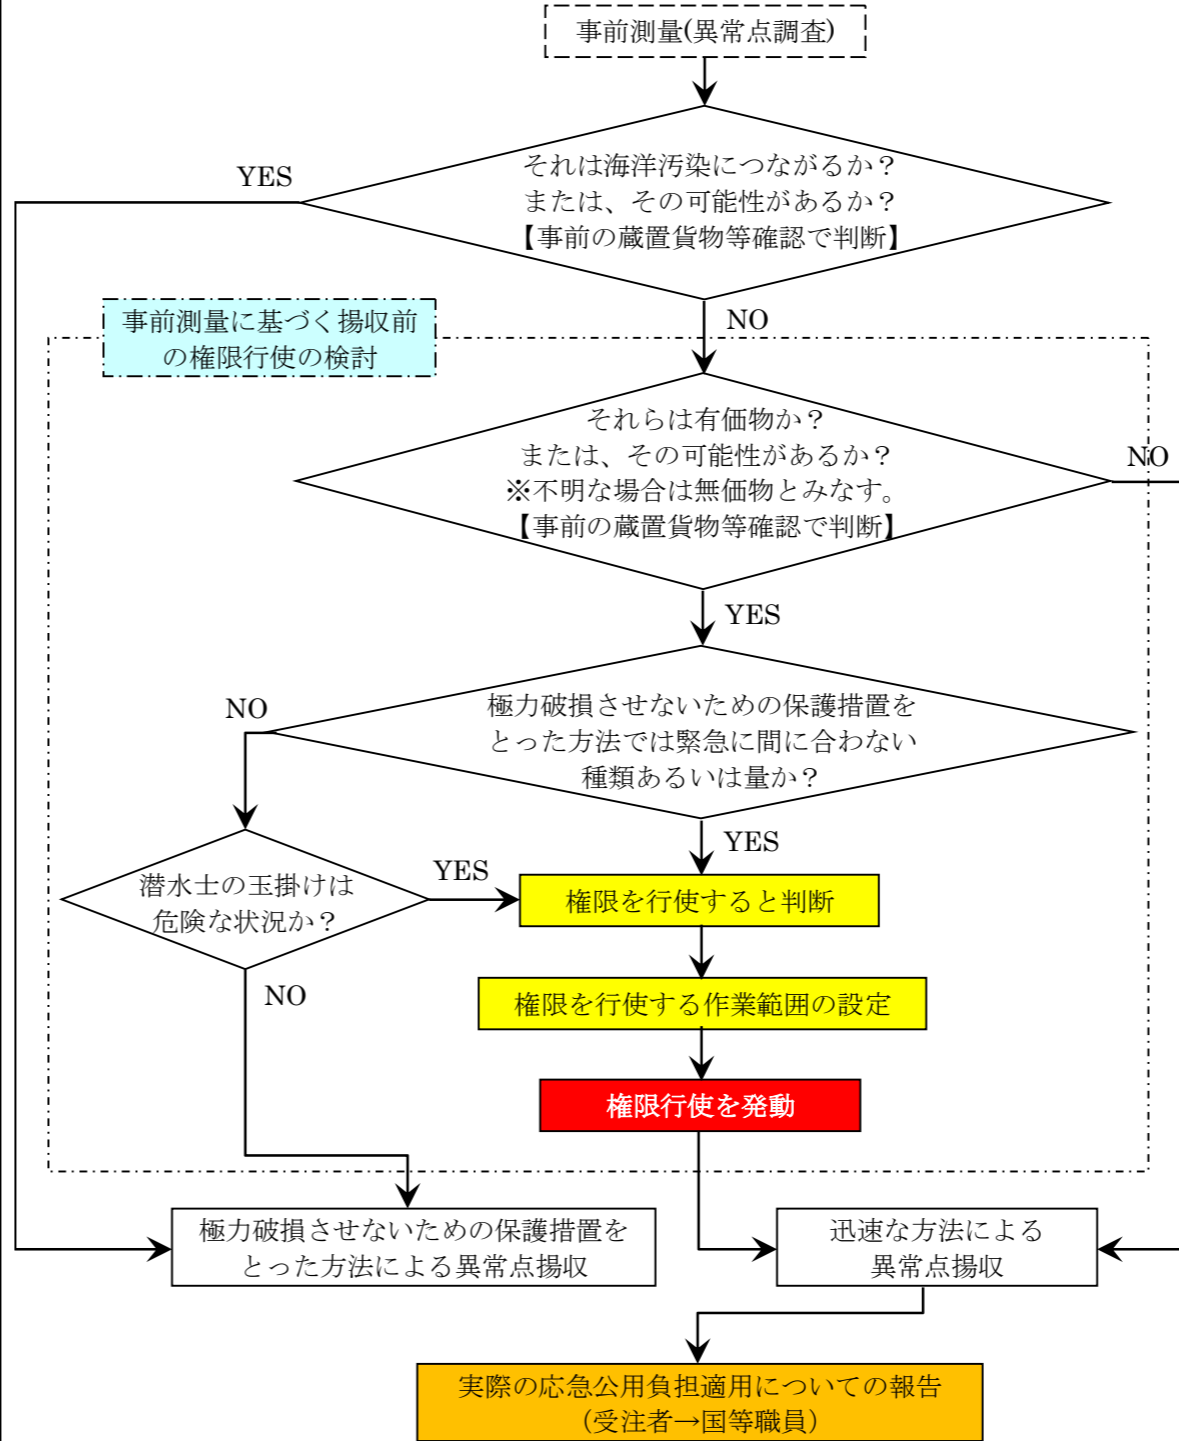 事前測量(異常点調査)
それは海洋汚染につながるか？
または、その可能性があるか？
【事前の蔵置貨物等確認で判断】
YES
NO
事前測量に基づく揚収前
の権限行使の検討
それらは有価物か？
または、その可能性があるか？
※不明な場合は無価物とみなす。
【事前の蔵置貨物等確認で判断】
NO
YES
極力破損させないための保護措置を
とった方法では緊急に間に合わない
種類あるいは量か？
NO
YES
潜水士の玉掛けは
危険な状況か？
YES
NO
権限を行使すると判断
権限を行使する作業範囲の設定
権限行使を発動
極力破損させないための保護措置を
とった方法による異常点揚収
迅速な方法による
異常点揚収
実際の応急公用負担適用についての報告
（受注者→国等職員）